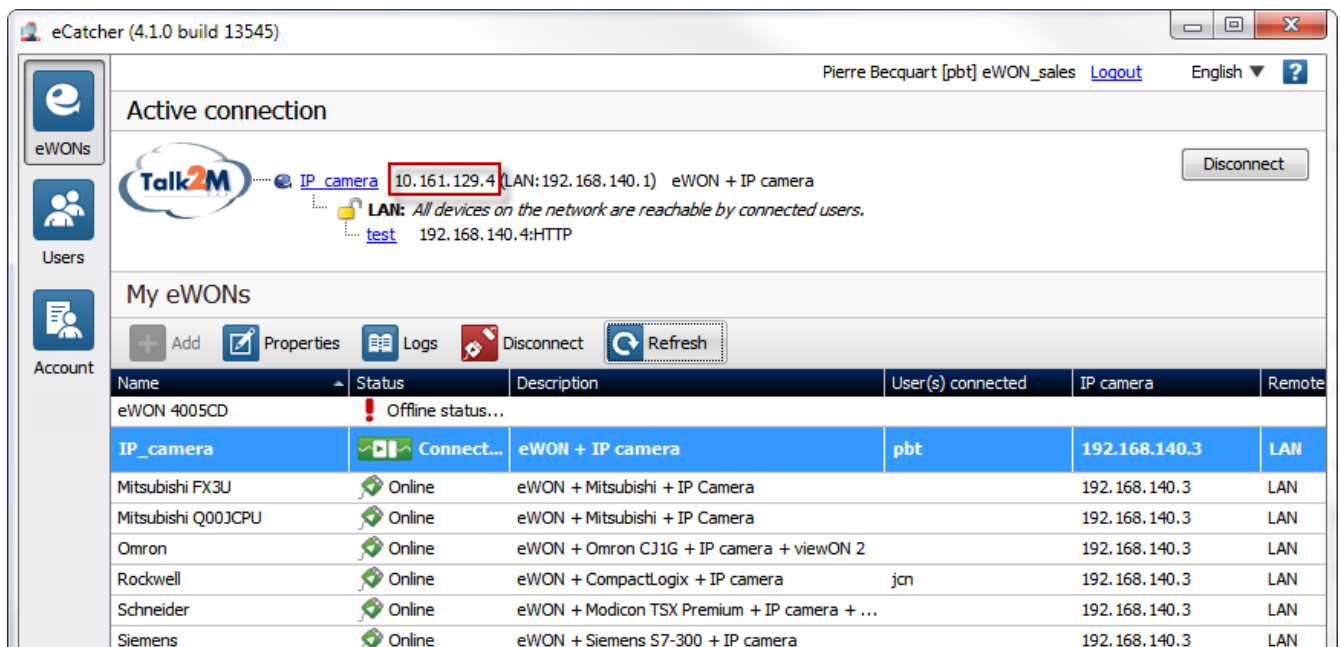 eCatcher (4.1.0 build 13545)
Pierre Becquart [pbt] eWON_sales Logout English ▼ ?
eWONs
Active connection
Talk2M IP_camera 10.161.129.4 (LAN:192.168.140.1) eWON + IP camera
Disconnect
LAN: All devices on the network are reachable by connected users.
test 192.168.140.4:HTTP
Users
My eWONs
Add Properties Logs Disconnect Refresh
Account
Name Status Description User(s) connected IP camera Remote
eWON 4005CD Offline status...
IP_camera Connect... eWON + IP camera pbt 192.168.140.3 LAN
Mitsubishi FX3U Online eWON + Mitsubishi + IP Camera 192.168.140.3 LAN
Mitsubishi Q00JCPU Online eWON + Mitsubishi + IP Camera 192.168.140.3 LAN
Omron Online eWON + Omron CJ1G + IP camera + viewON 2 192.168.140.3 LAN
Rockwell Online eWON + CompactLogix + IP camera jcn 192.168.140.3 LAN
Schneider Online eWON + Modicon TSX Premium + IP camera + ... 192.168.140.3 LAN
Siemens Online eWON + Siemens S7-300 + IP camera 192.168.140.3 LAN